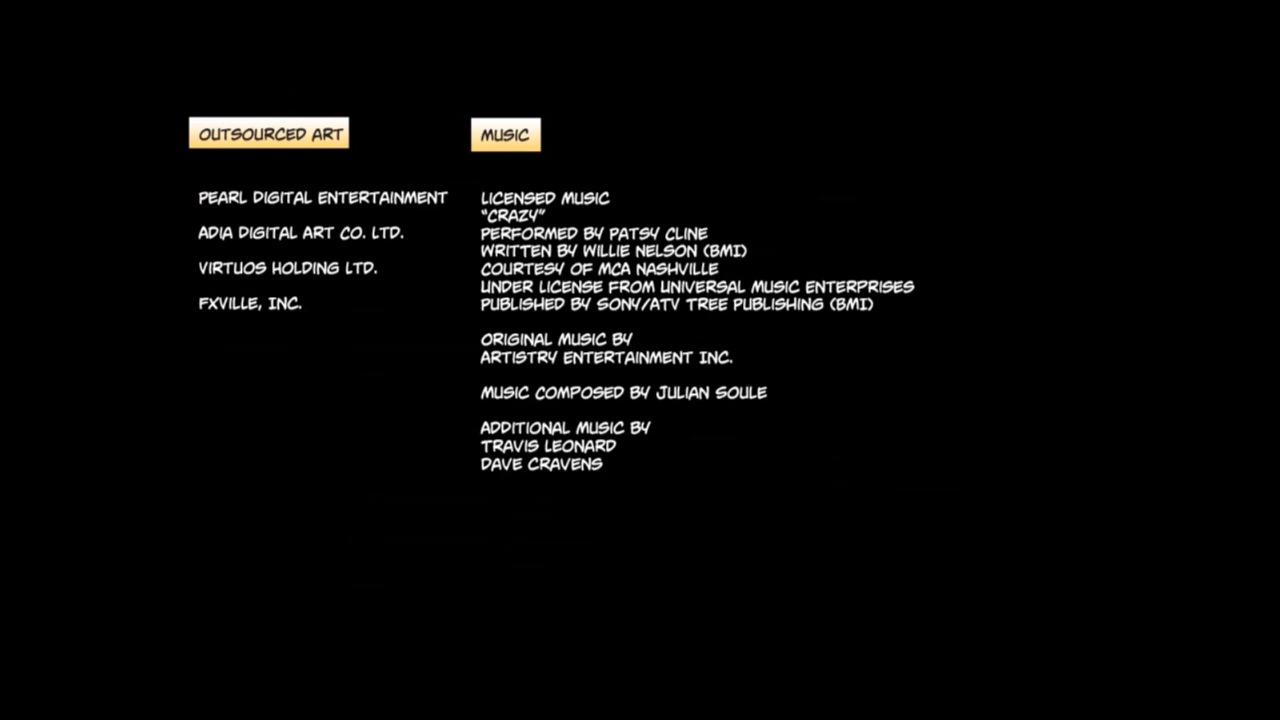 OUTSOURCED ART
PEARL DIGITAL ENTERTAINMENT
ADIA DIGITAL ART CO. LTD.
VIRTUOS HOLDING LTD.
FXVILLE, INC.
MUSIC
LICENSED MUSIC
"CRAZY"
PERFORMED BY PATSY CLINE
WRITTEN BY WILLIE NELSON (BMI)
COURTESY OF MCA NASHVILLE
UNDER LICENSE FROM UNIVERSAL MUSIC ENTERPRISES
PUBLISHED BY SONY/ATV TREE PUBLISHING (BMI)
ORIGINAL MUSIC BY
ARTISTRY ENTERTAINMENT INC.
MUSIC COMPOSED BY JULIAN SOULE
ADDITIONAL MUSIC BY
TRAVIS LEONARD
DAVE CRAVENS